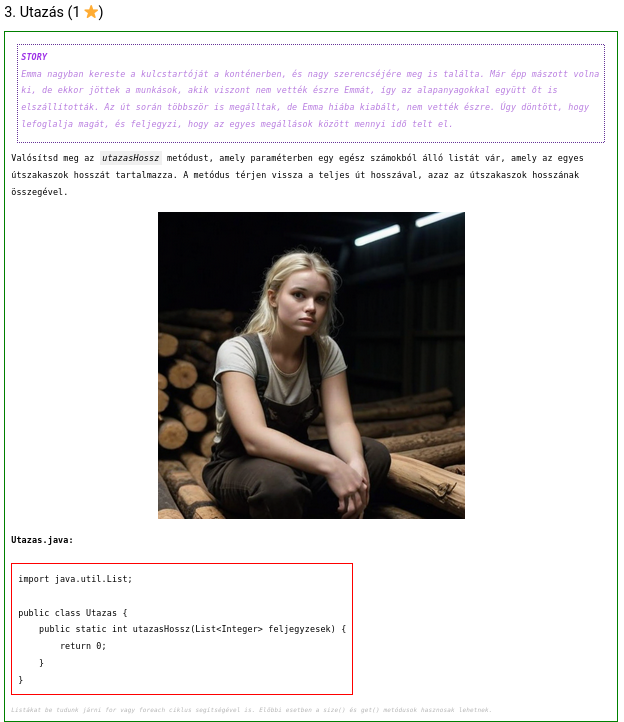 3. Utazás (1 ⭐)
STORY
Emma nagyban kereste a kulcstartóját a konténerben, és nagy szerencséjére meg is találta. Már épp mászott volna
ki, de ekkor jöttek a munkások, akik viszont nem vették észre Emmát, így az alapanyagokkal együtt őt is
elszállították. Az út során többször is megálltak, de Emma hiába kiabált, nem vették észre. Úgy döntött, hogy
lefoglalja magát, és feljegyzi, hogy az egyes megállások között mennyi idő telt el.
Valósítsd meg az utazasHossz metódust, amely paraméterben egy egész számokból álló listát vár, amely az egyes
útszakaszok hosszát tartalmazza. A metódus térjen vissza a teljes út hosszával, azaz az útszakaszok hosszának
összegével.
Utazas.java:
import java.util.List;
public class Utazas {
    public static int utazasHossz(List<Integer> feljegyzesek) {
        return 0;
    }
}
Listákat be tudunk járni for vagy foreach ciklus segítségével is. Előbbi esetben a size() és get() metódusok hasznosak lehetnek.